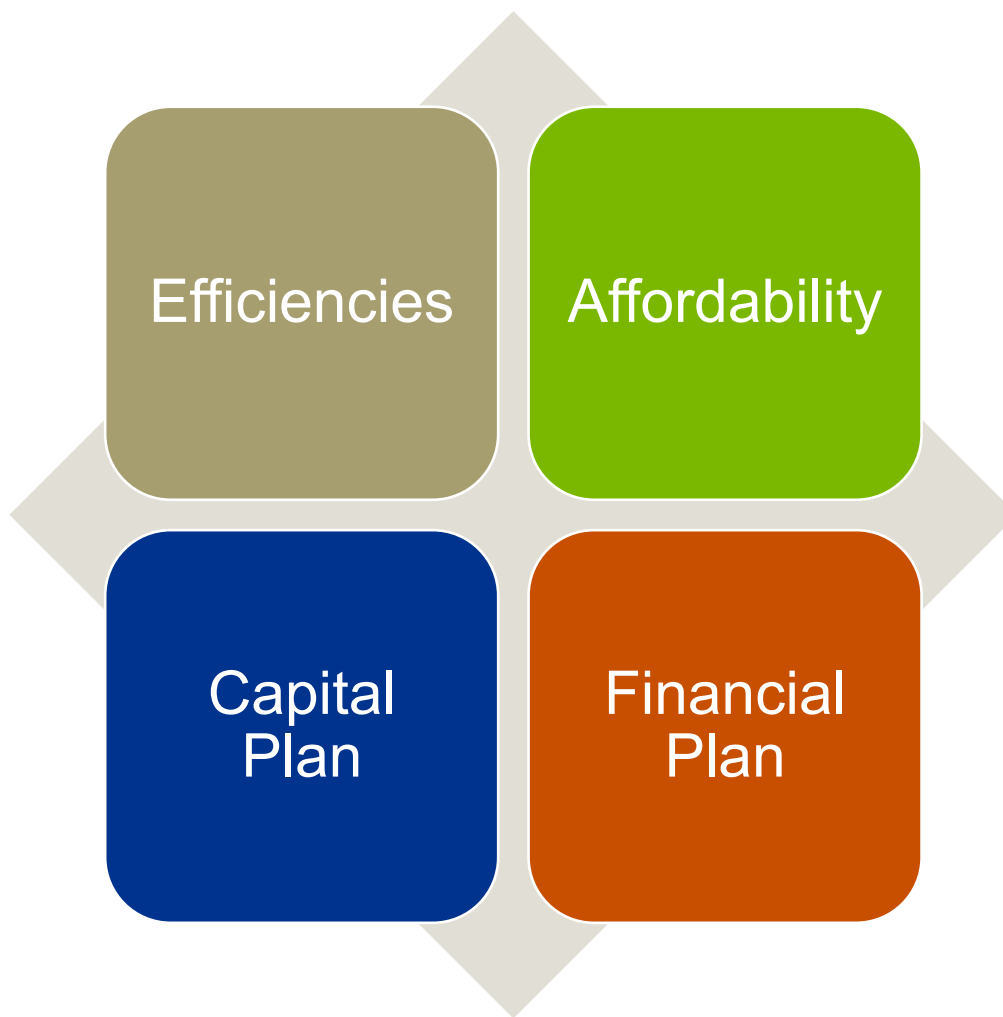 Efficiencies
Affordability
Capital
Plan
Financial
Plan